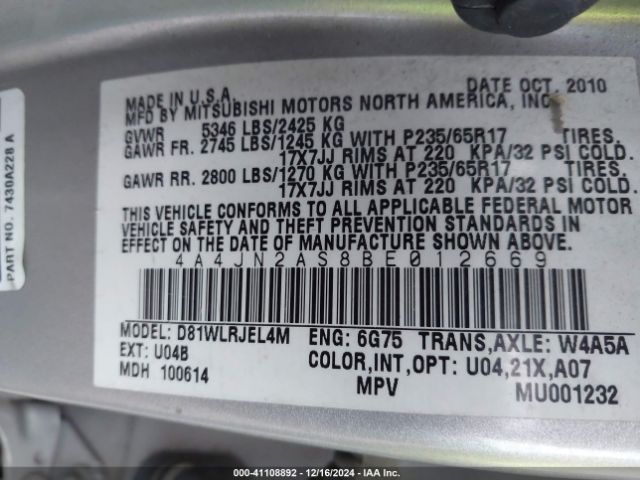 MADE IN U.S.A. DATE OCT. 2010
MFD BY MITSUBISHI MOTORS NORTH AMERICA, INC.
GVWR 5346 LBS/2425 KG
GAWR FR. 2745 LBS/1245 KG WITH P235/65R17 TIRES.
17X7JJ RIMS AT 220 KPA/32 PSI COLD.
GAWR RR. 2800 LBS/1270 KG WITH P235/65R17 TIRES.
17X7JJ RIMS AT 220 KPA/32 PSI COLD.
THIS VEHICLE CONFORMS TO ALL APPLICABLE FEDERAL MOTOR
VEHICLE SAFETY AND THEFT PREVENTION STANDARDS IN
EFFECT ON THE DATE OF MANUFACTURE SHOWN ABOVE.
4A4JN2AS8BE012669
MODEL: D81WLRJEL4M ENG: 6G75 TRANS,AXLE: W4A5A
EXT: U04B COLOR,INT,OPT: U04,21X,A07
MDH 100614 MPV MU001232
PART NO. 7430A228 A
000-41108892 - 12/16/2024 - IAA Inc.